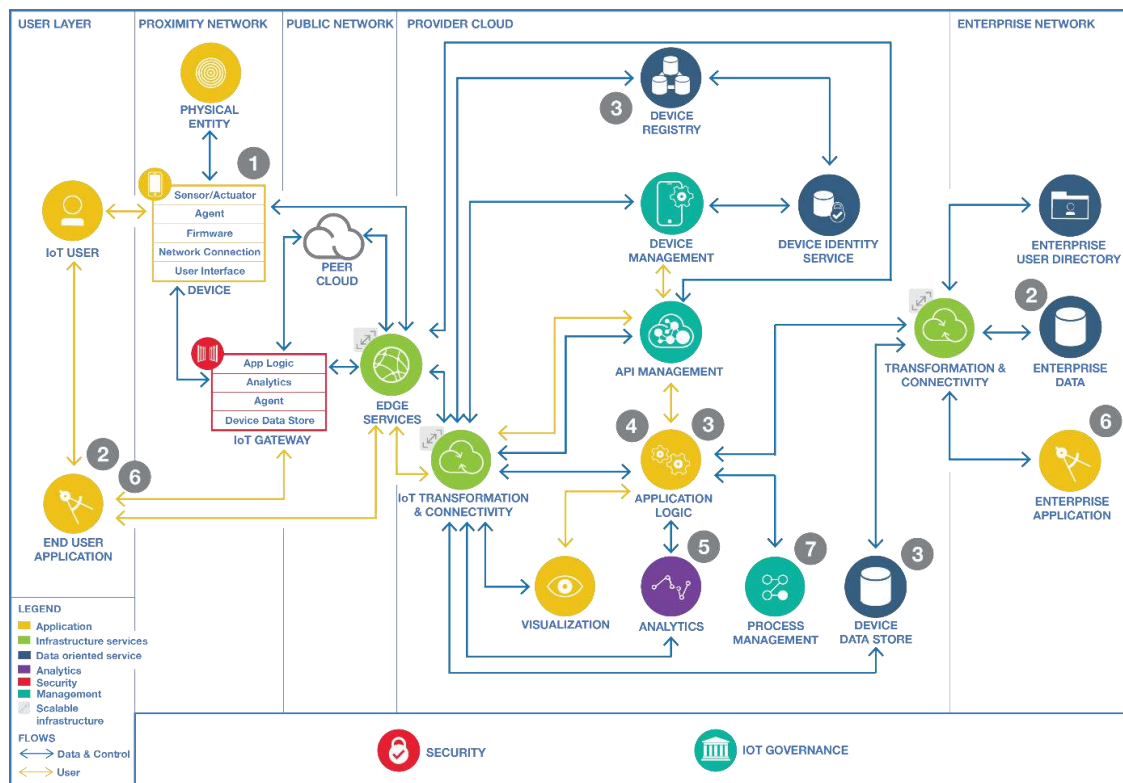 USER LAYER
PROXIMITY NETWORK
PUBLIC NETWORK
PROVIDER CLOUD
ENTERPRISE NETWORK
PHYSICAL
ENTITY
1
Sensor/Actuator
Agent
Firmware
Network Connection
User Interface
DEVICE
IoT USER
PEER
CLOUD
3
DEVICE
REGISTRY
DEVICE
MANAGEMENT
DEVICE IDENTITY
SERVICE
ENTERPRISE
USER DIRECTORY
2
TRANSFORMATION &
CONNECTIVITY
ENTERPRISE
DATA
API MANAGEMENT
App Logic
Analytics
Agent
Device Data Store
IoT GATEWAY
EDGE
SERVICES
2
6
END USER
APPLICATION
IoT TRANSFORMATION
& CONNECTIVITY
4
3
APPLICATION
LOGIC
6
ENTERPRISE
APPLICATION
VISUALIZATION
5
ANALYTICS
7
PROCESS
MANAGEMENT
3
DEVICE
DATA STORE
LEGEND
Application
Infrastructure services
Data oriented service
Analytics
Security
Management
Scalable
infrastructure
FLOWS
Data & Control
User
SECURITY
IOT GOVERNANCE